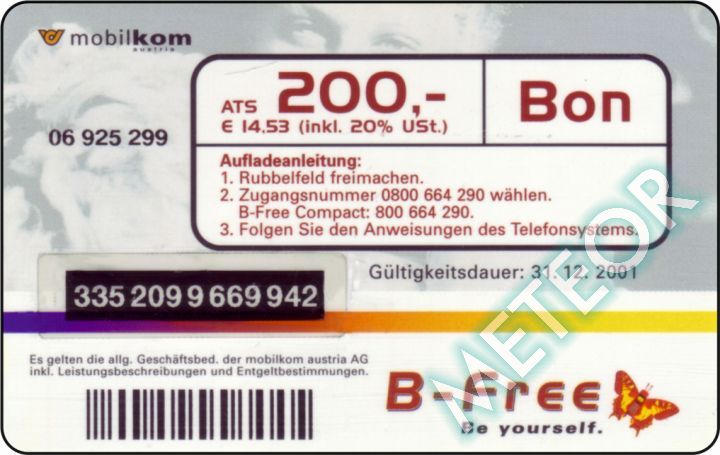 mobilkom
austria
ATS 200,- Bon
€ 14.53 (inkl. 20% USt.)
06 925 299
Aufladeanleitung:
1. Rubbelfeld freimachen.
2. Zugangsnummer 0800 664 290 wählen.
B-Free Compact: 800 664 290.
3. Folgen Sie den Anweisungen des Telefonsystems.
Gültigkeitsdauer: 31. 12. 2001
335 209 9 669 942
Es gelten die allg. Geschäftsbed. der mobilkom austria AG
inkl. Leistungsbeschreibungen und Entgeltbestimmungen.
B-Free
Be yourself.
METEOR